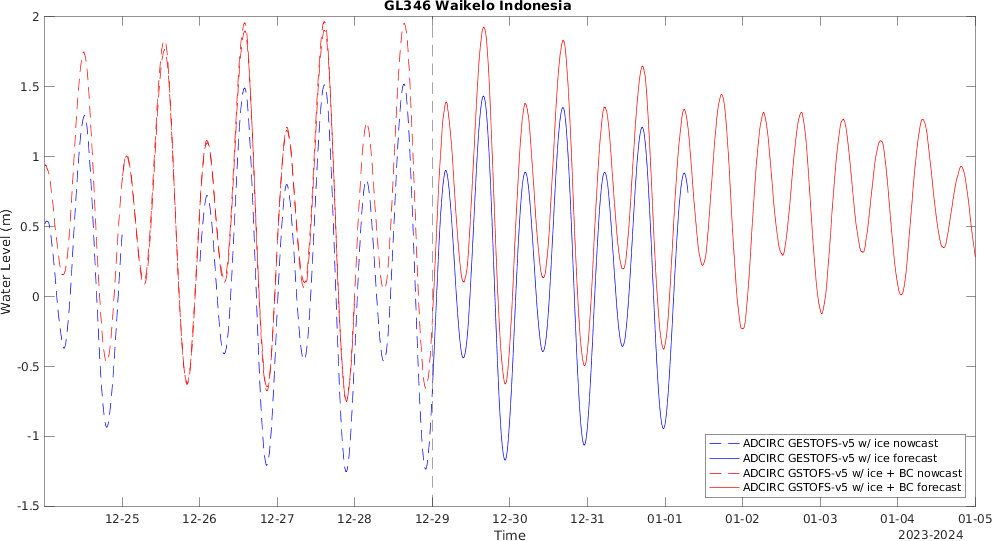 GL346 Waikelo Indonesia
2
1.5
1
0.5
0
-0.5
-1
-1.5
Water Level (m)
12-25 12-26 12-27 12-28 12-29 12-30 12-31 01-01 01-02 01-03 01-04 01-05
Time
2023-2024
ADCIRC GESTOFS-v5 w/ ice nowcast
ADCIRC GESTOFS-v5 w/ ice forecast
ADCIRC GSTOFS-v5 w/ ice + BC nowcast
ADCIRC GSTOFS-v5 w/ ice + BC forecast